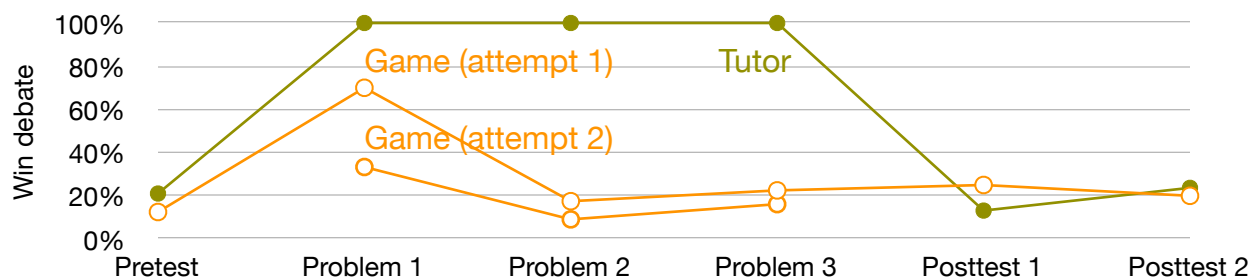 Win debate
100%
80%
60%
40%
20%
0%
Game (attempt 1)
Tutor
Game (attempt 2)
Pretest
Problem 1
Problem 2
Problem 3
Posttest 1
Posttest 2